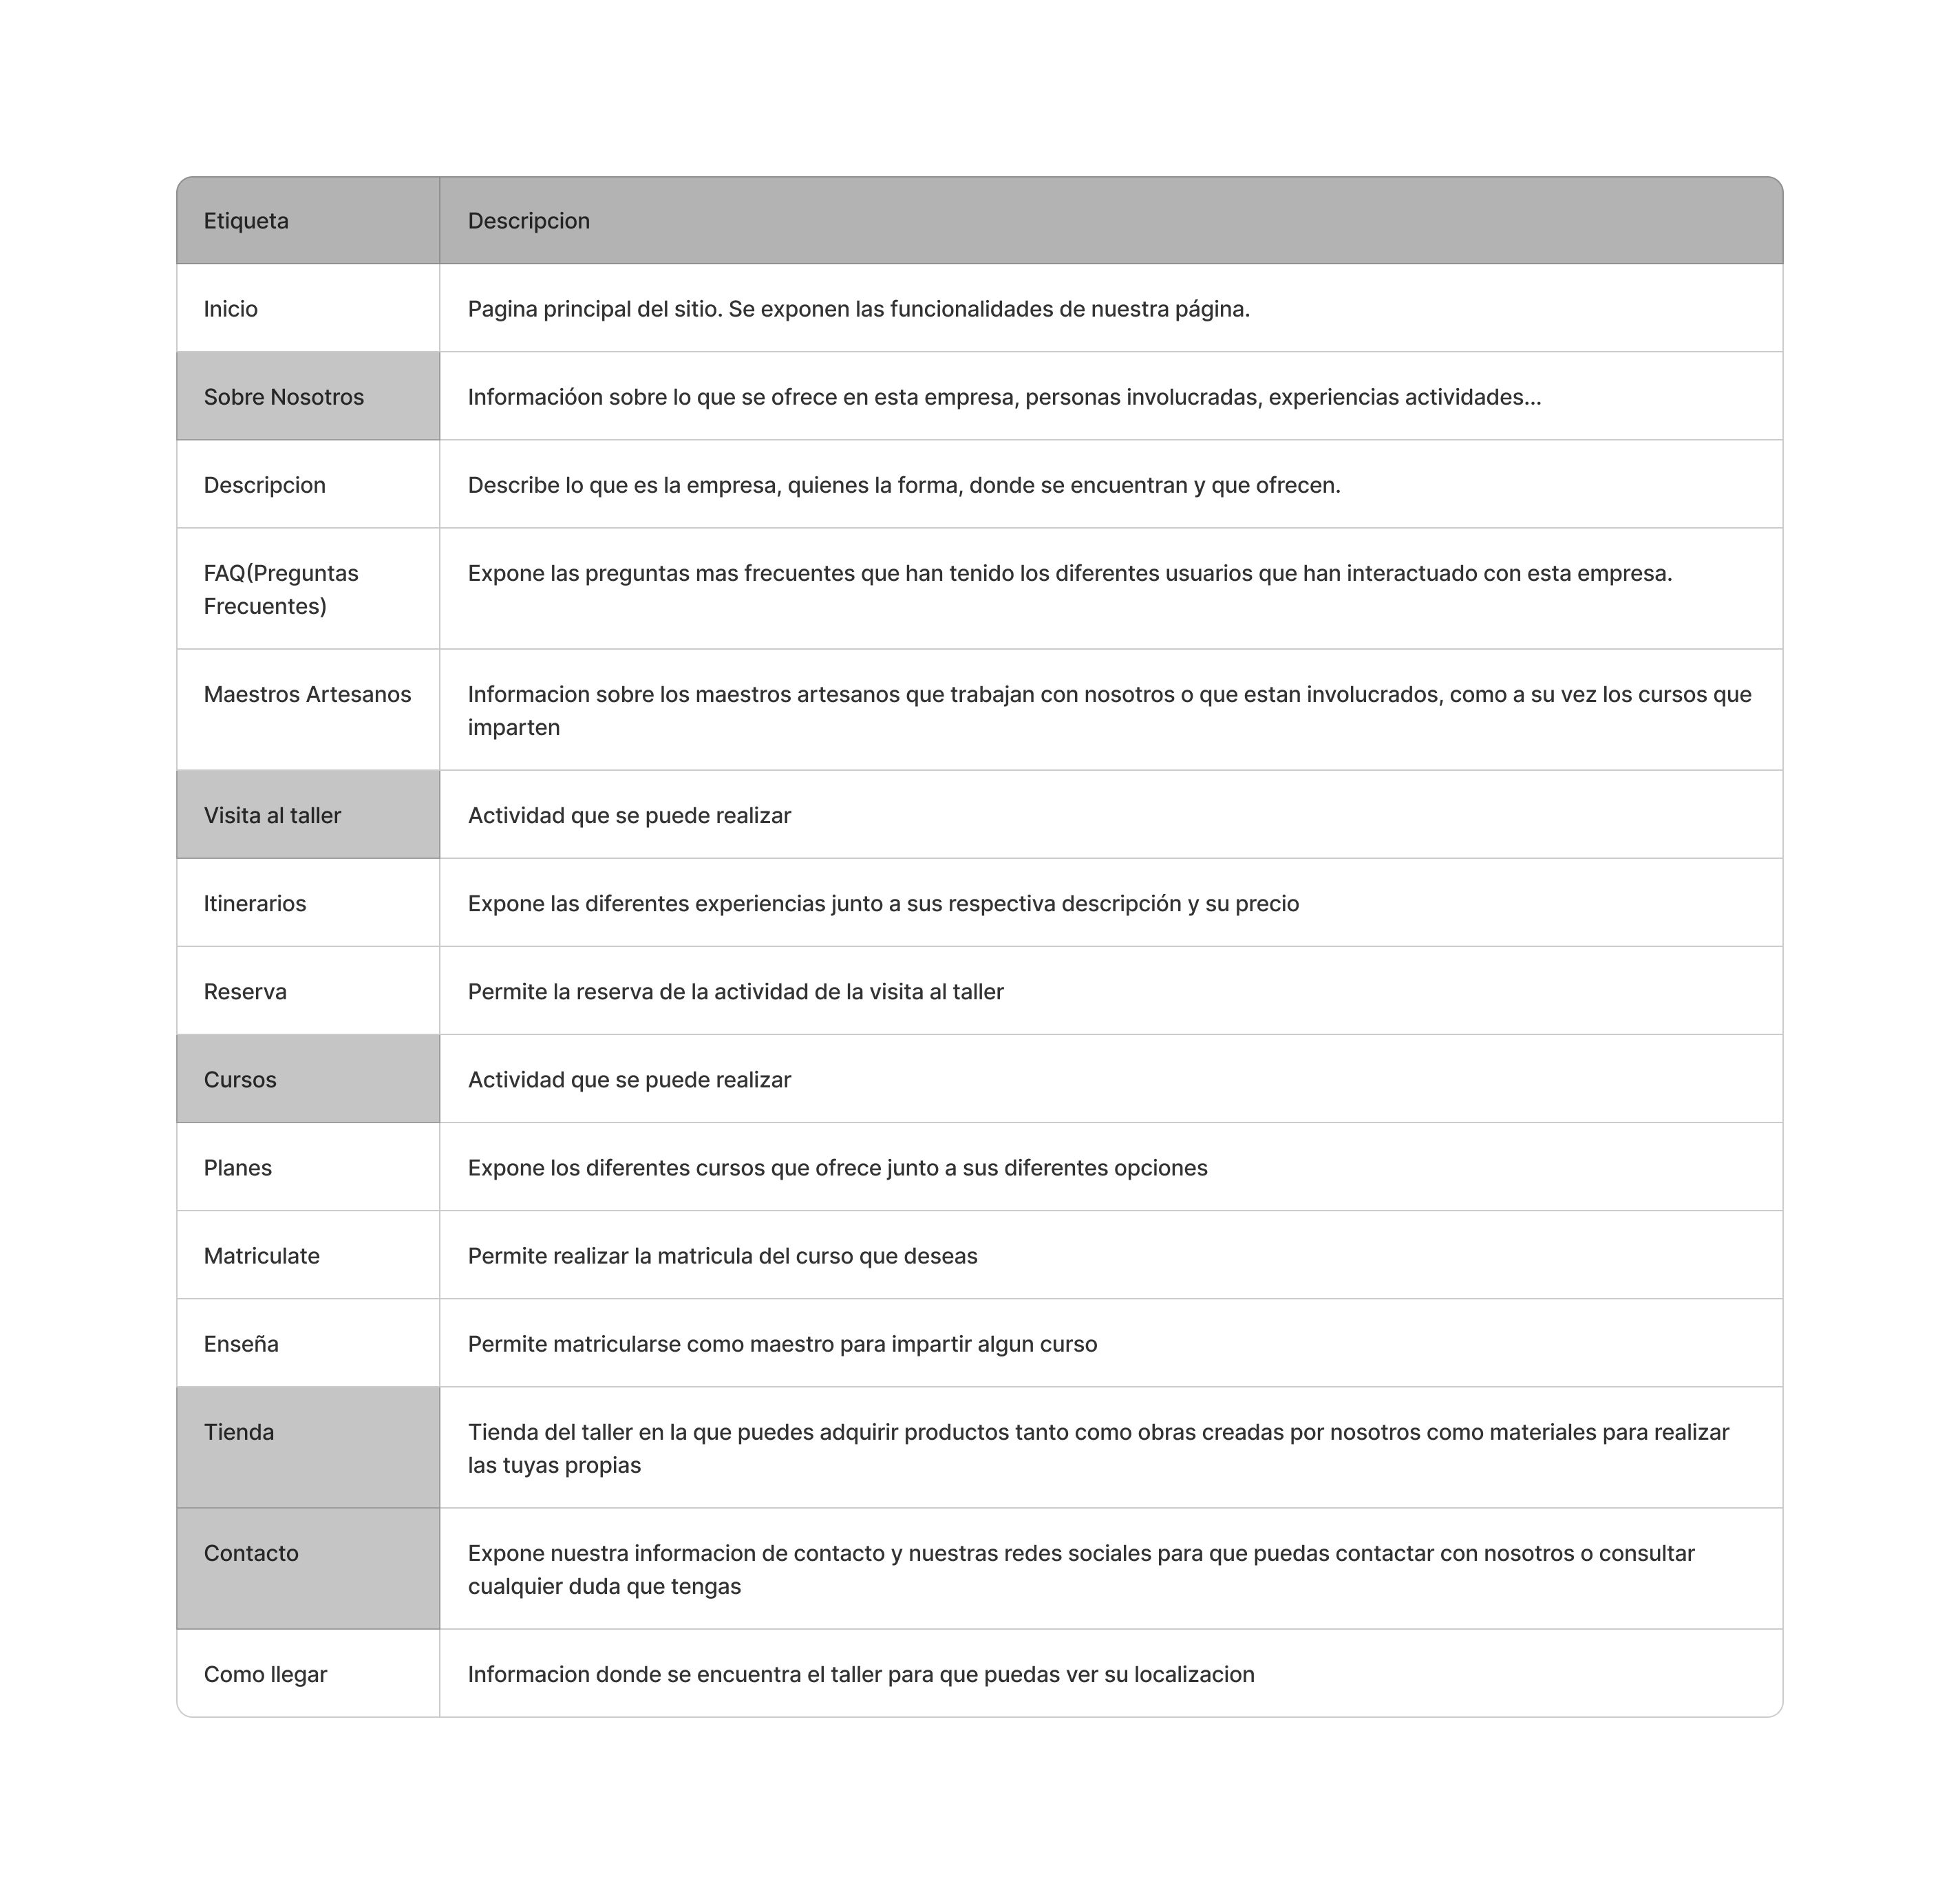 Etiqueta
Descripcion
Inicio
Pagina principal del sitio. Se exponen las funcionalidades de nuestra página.
Sobre Nosotros
Informacióon sobre lo que se ofrece en esta empresa, personas involucradas, experiencias actividades...
Descripcion
Describe lo que es la empresa, quienes la forma, donde se encuentran y que ofrecen.
FAQ(Preguntas
Frecuentes)
Expone las preguntas mas frecuentes que han tenido los diferentes usuarios que han interactuado con esta empresa.
Maestros Artesanos
Informacion sobre los maestros artesanos que trabajan con nosotros o que estan involucrados, como a su vez los cursos que
imparten
Visita al taller
Actividad que se puede realizar
Itinerarios
Expone las diferentes experiencias junto a sus respectiva descripción y su precio
Reserva
Permite la reserva de la actividad de la visita al taller
Cursos
Actividad que se puede realizar
Planes
Expone los diferentes cursos que ofrece junto a sus diferentes opciones
Matriculate
Permite realizar la matricula del curso que deseas
Enseña
Permite matricularse como maestro para impartir algun curso
Tienda
Tienda del taller en la que puedes adquirir productos tanto como obras creadas por nosotros como materiales para realizar
las tuyas propias
Contacto
Expone nuestra informacion de contacto y nuestras redes sociales para que puedas contactar con nosotros o consultar
cualquier duda que tengas
Como llegar
Informacion donde se encuentra el taller para que puedas ver su localizacion